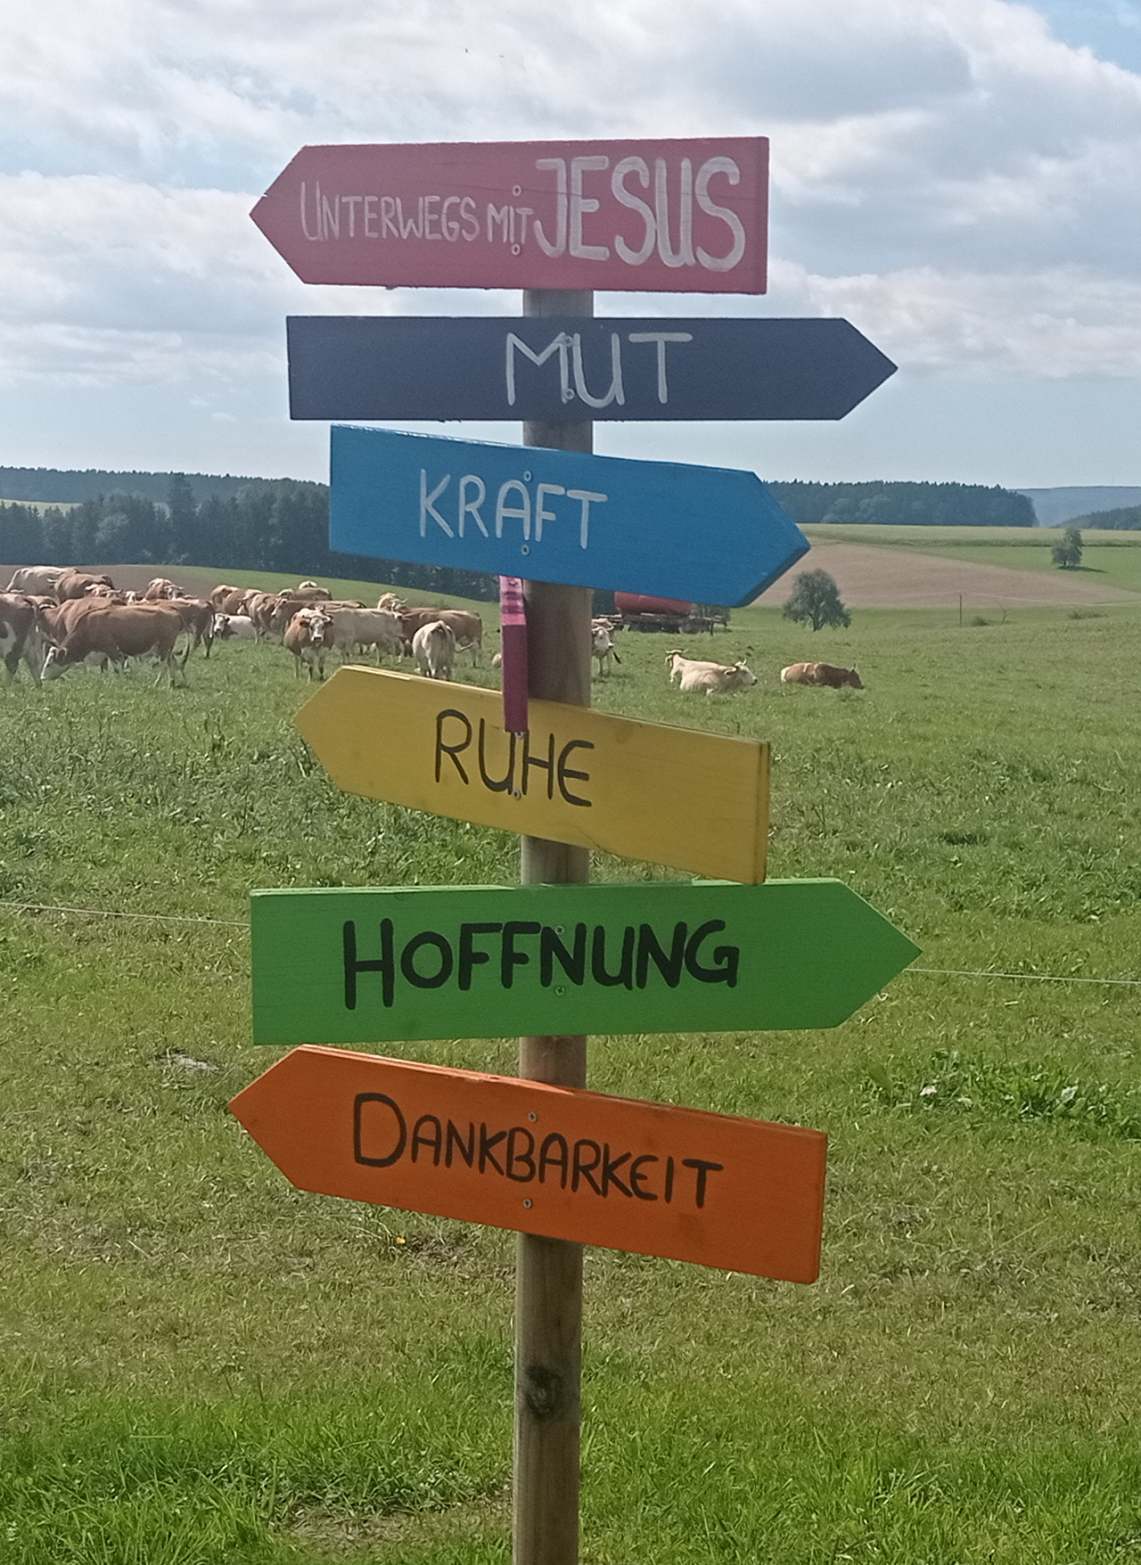 UNTERWEGS MIT JESUS
MUT
KRAFT
RUHE
HOFFNUNG
DANKBARKEIT